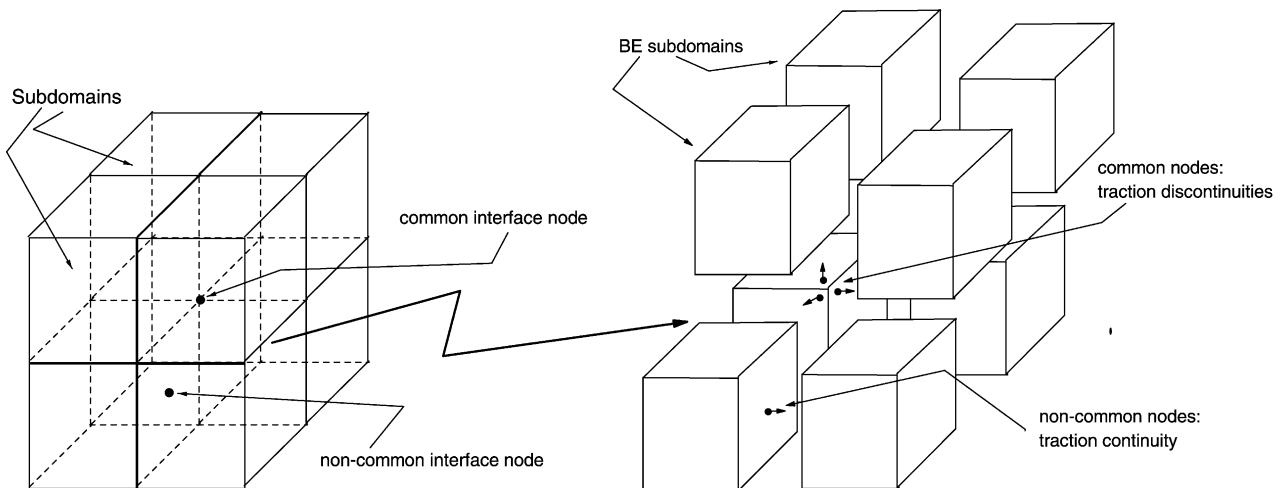 Subdomains
common interface node
non-common interface node
BE subdomains
common nodes:
traction discontinuities
non-common nodes:
traction continuity